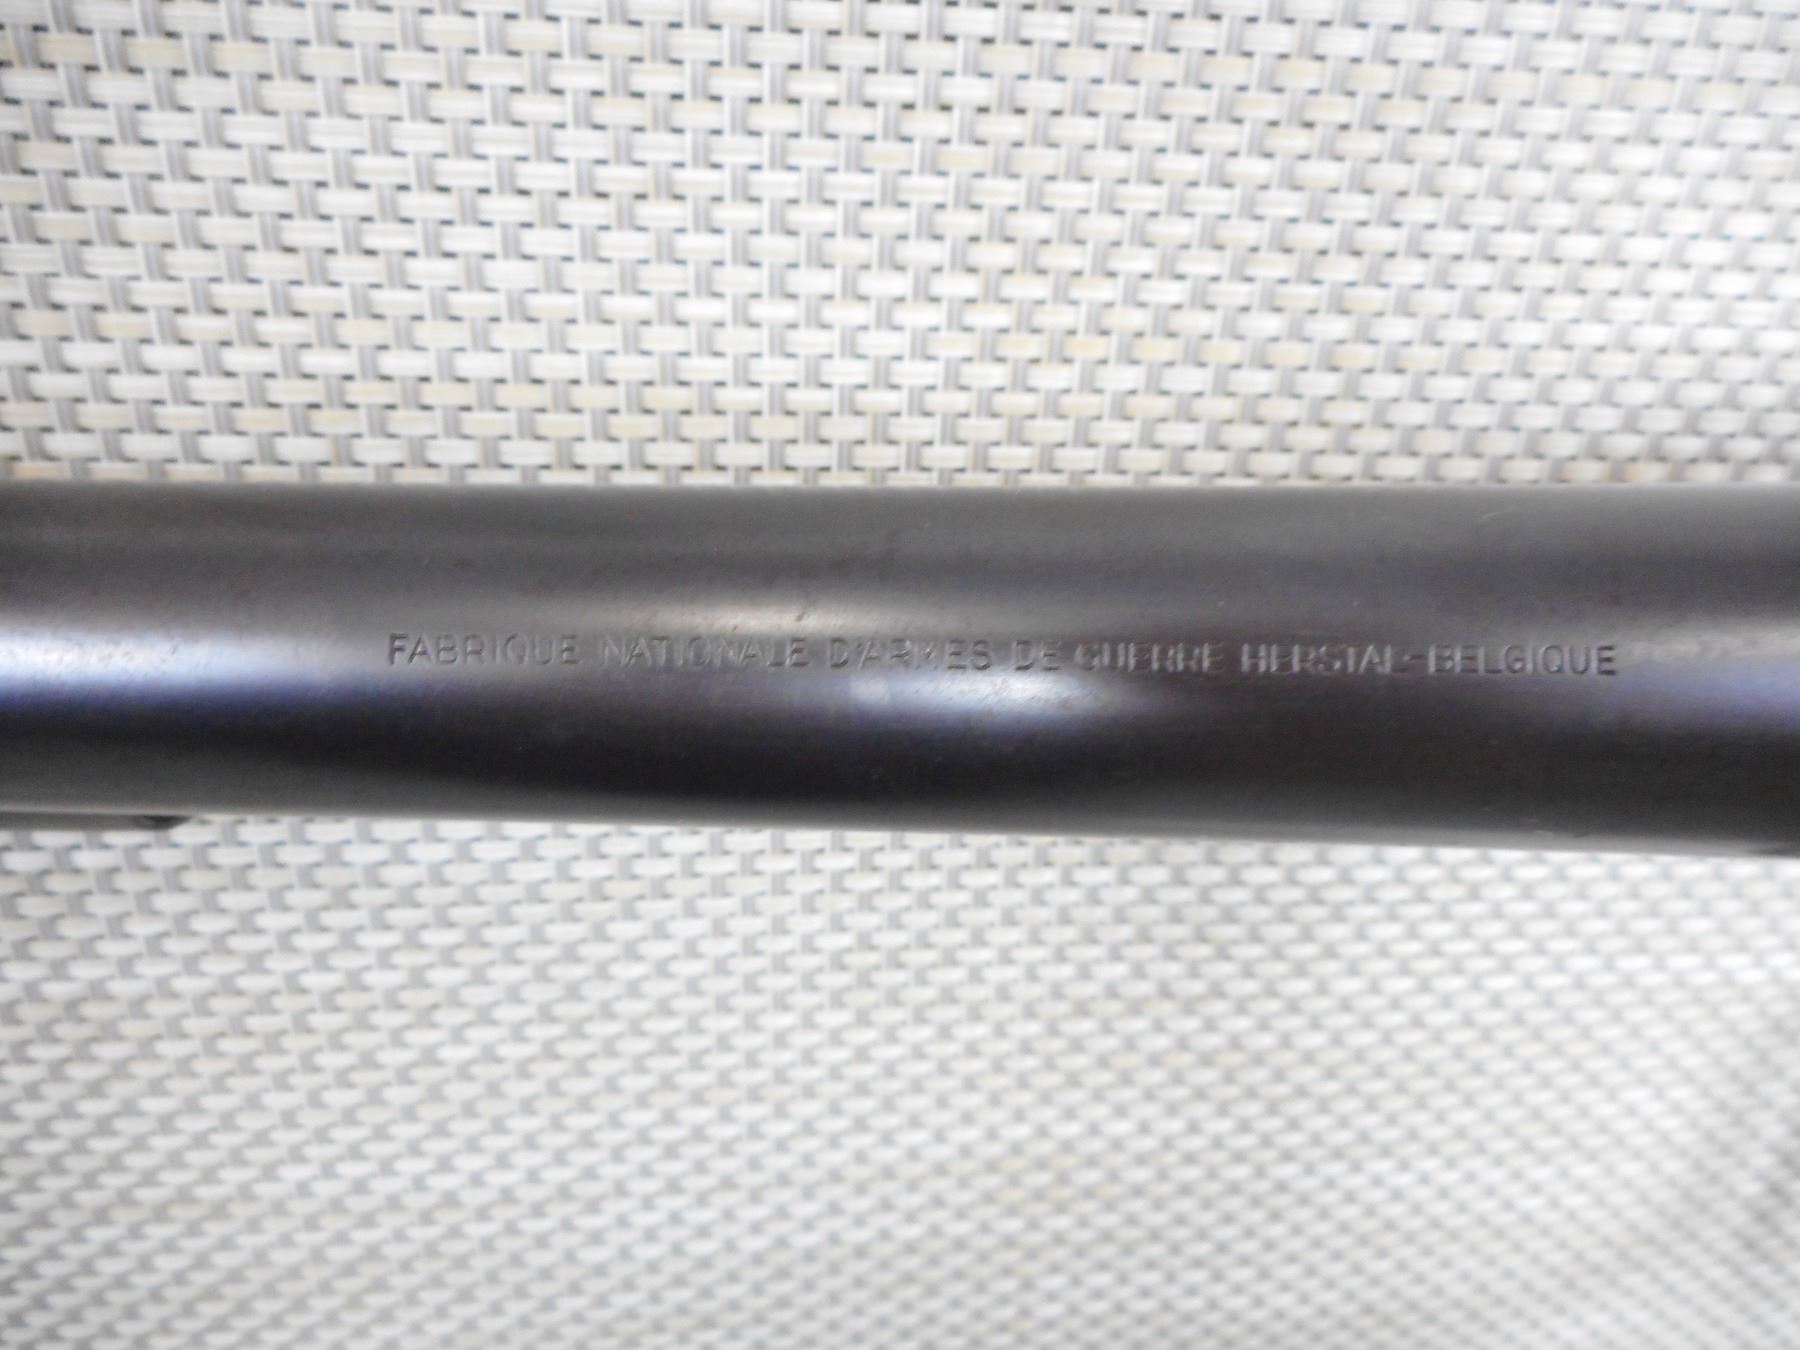 FABRIQUE NATIONALE D'ARMES DE GUERRE HERSTAL-BELGIQUE